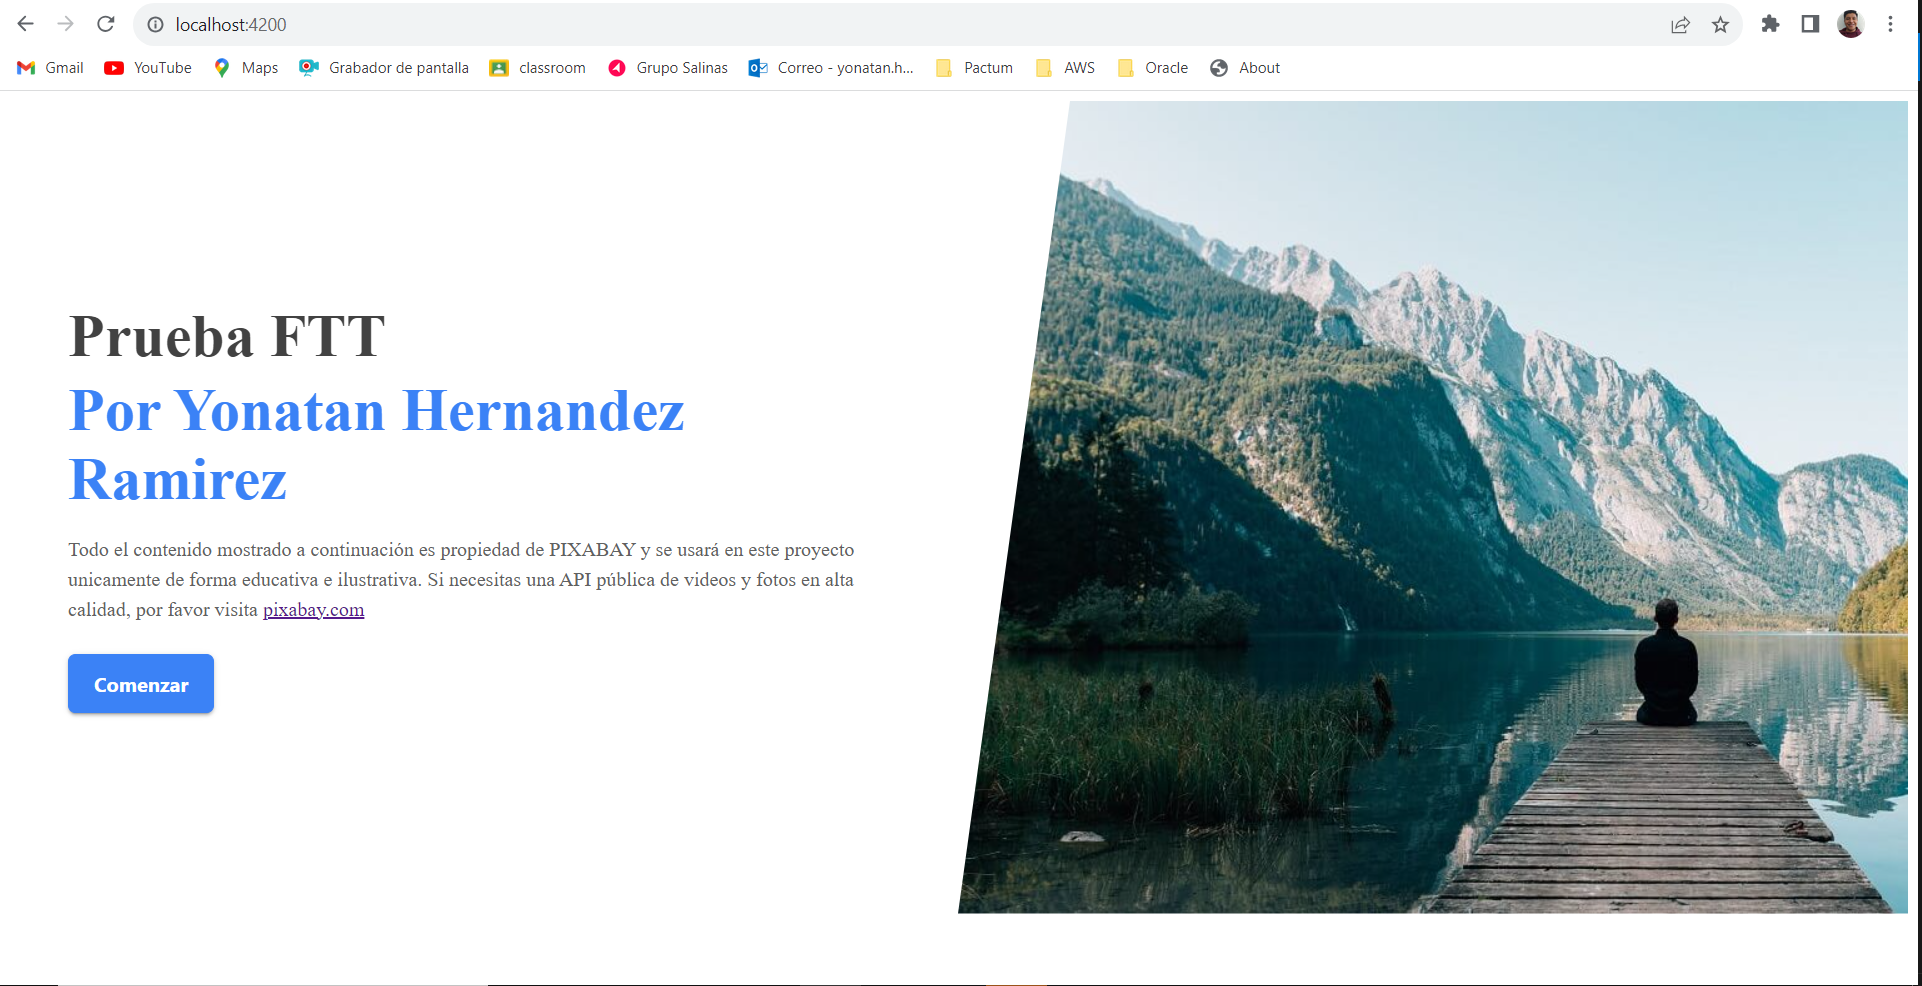 localhost:4200
Gmail YouTube Maps Grabador de pantalla classroom Grupo Salinas Correo - yonatan.h... Pactum AWS Oracle About
Prueba FTT
Por Yonatan Hernandez
Ramirez
Todo el contenido mostrado a continuación es propiedad de PIXABAY y se usará en este proyecto
unicamente de forma educativa e ilustrativa. Si necesitas una API pública de videos y fotos en alta
calidad, por favor visita pixabay.com
Comenzar